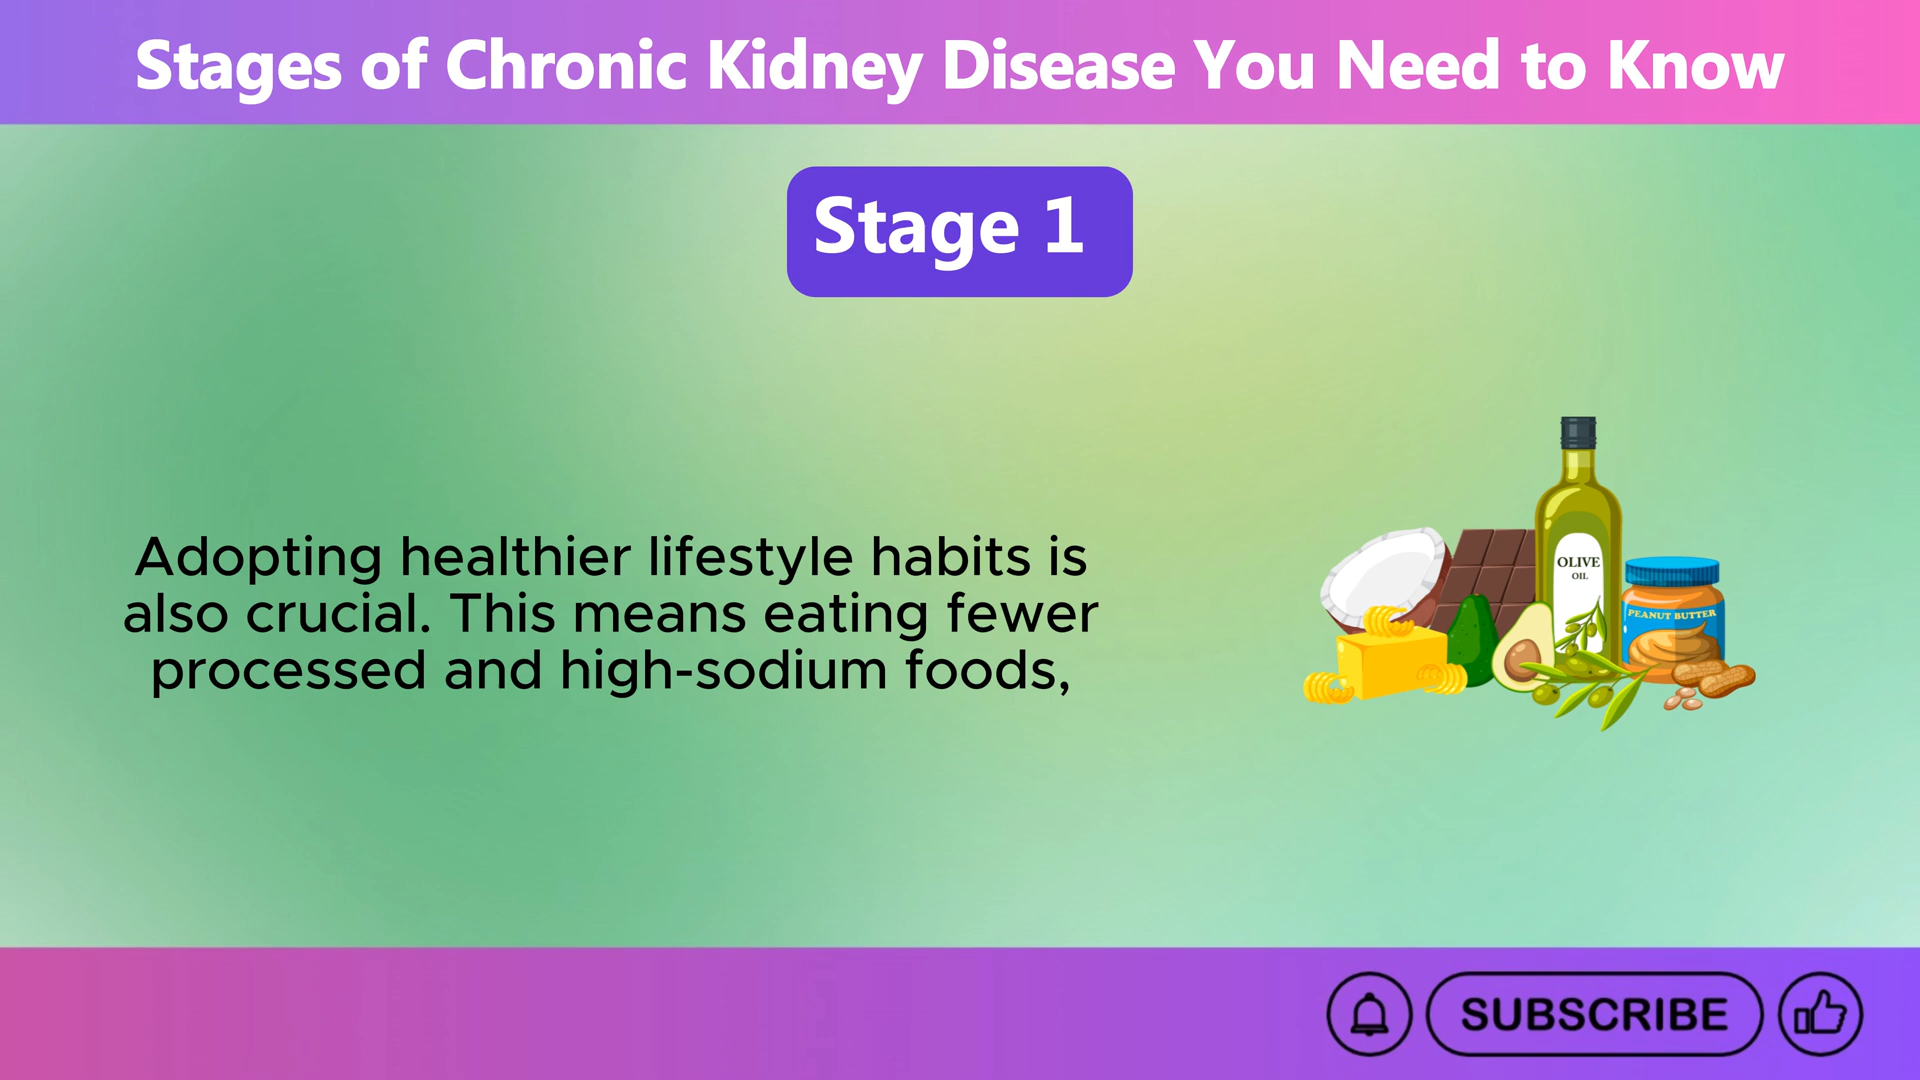 Stages of Chronic Kidney Disease You Need to Know
Stage 1
Adopting healthier lifestyle habits is
also crucial. This means eating fewer
processed and high-sodium foods,
OLIVE
OIL
PEANUT BUTTER
SUBSCRIBE